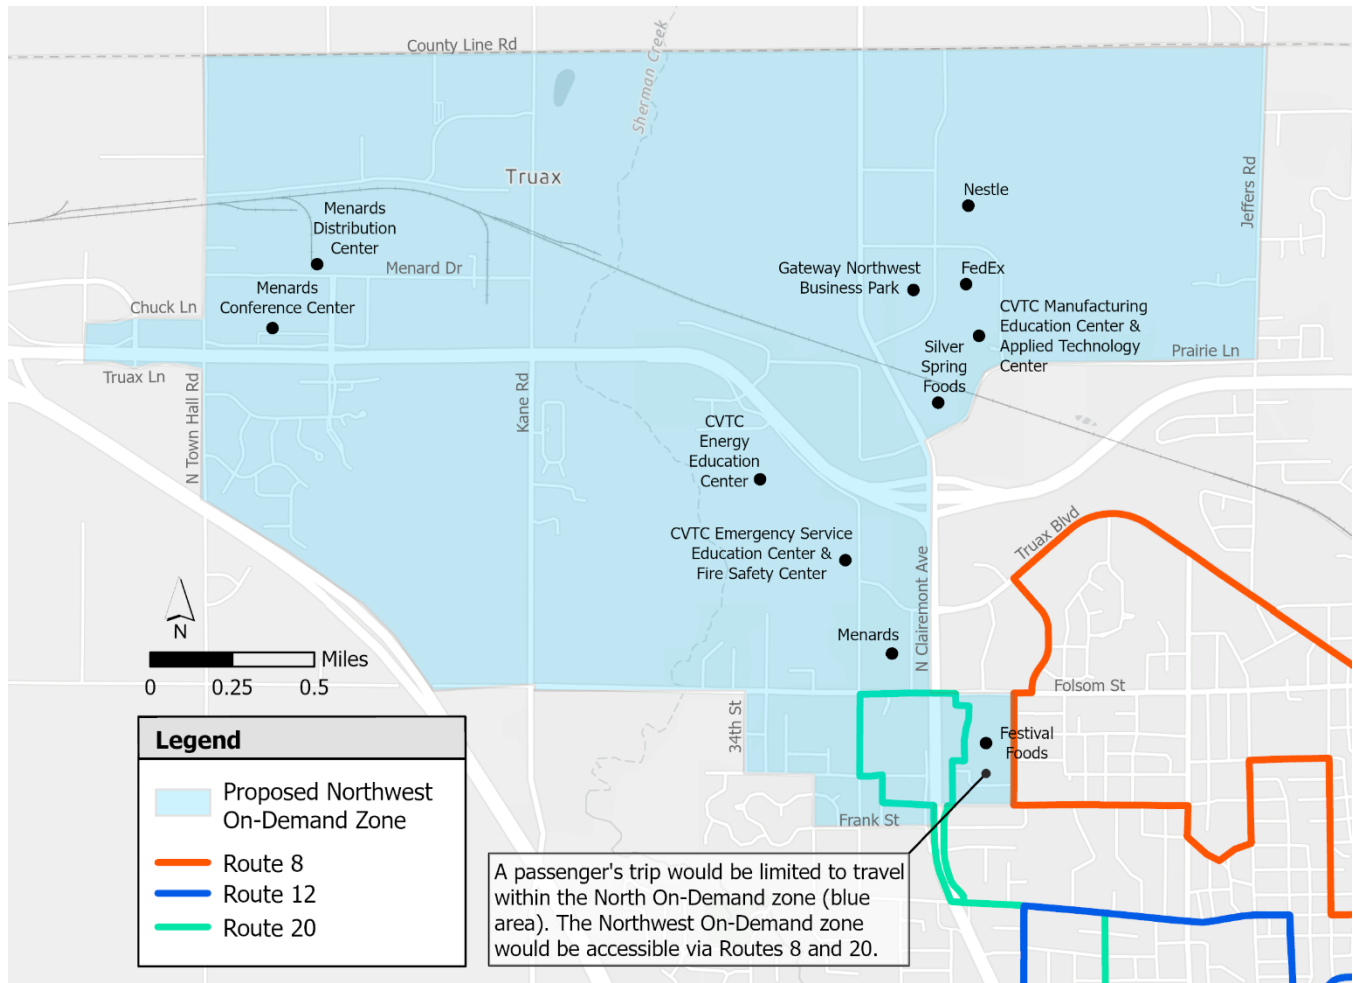 County Line Rd
Sherman Creek
Truax
Jeffers Rd
Nestle
Menards
Distribution
Center
Menard Dr
Gateway Northwest
Business Park
FedEx
Menards
Conference Center
Chuck Ln
CVTC Manufacturing
Education Center &
Applied Technology
Center
Silver
Spring
Foods
Prairie Ln
Truax Ln
N Town Hall Rd
Kane Rd
CVTC
Energy
Education
Center
CVTC Emergency Service
Education Center &
Fire Safety Center
Truax Blvd
N Clairemont Ave
Menards
N
Miles
0 0.25 0.5
Folsom St
34th St
Festival
Foods
Frank St
Legend
Proposed Northwest
On-Demand Zone
Route 8
Route 12
Route 20
A passenger's trip would be limited to travel
within the North On-Demand zone (blue
area). The Northwest On-Demand zone
would be accessible via Routes 8 and 20.